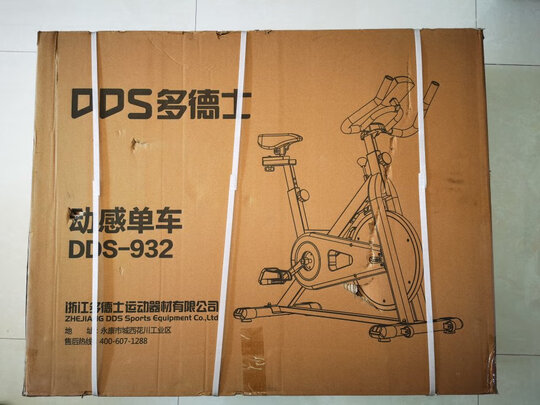 DDS多德士
动感单车
DDS-932
浙江多德士运动器材有限公司
ZHEJIANG DDS Sports Equipment Co.,Ltd
地 址: 永康市城西花川工业区
售后热线: 400-607-1288